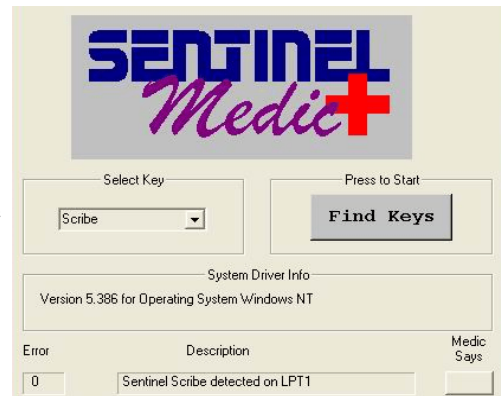 SENTINEL
Medic
Select Key
Press to Start
Scribe
Find Keys
System Driver Info
Version 5.386 for Operating System Windows NT
Error
Description
Medic
Says
0
Sentinel Scribe detected on LPT1